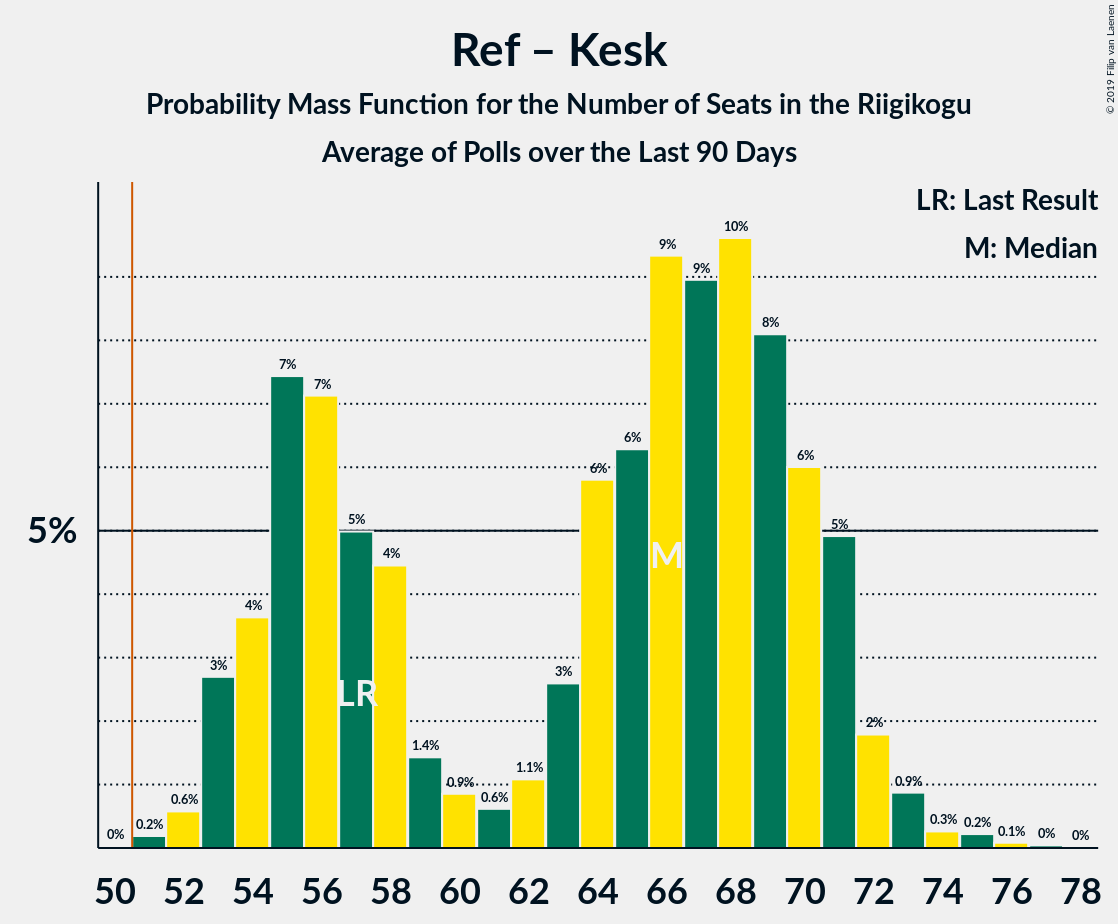 Ref – Kesk
Probability Mass Function for the Number of Seats in the Riigikogu
Average of Polls over the Last 90 Days
© 2019 Filip van Laenen
LR: Last Result
M: Median
5%
0% 0.2% 0.6% 3% 4% 7% 7% 5% 4% 1.4% 0.9% 0.6% 1.1% 3% 6% 6% 9% 9% 10% 8% 6% 5% 2% 0.9% 0.3% 0.2% 0.1% 0% 0%
LR
M
50 52 54 56 58 60 62 64 66 68 70 72 74 76 78